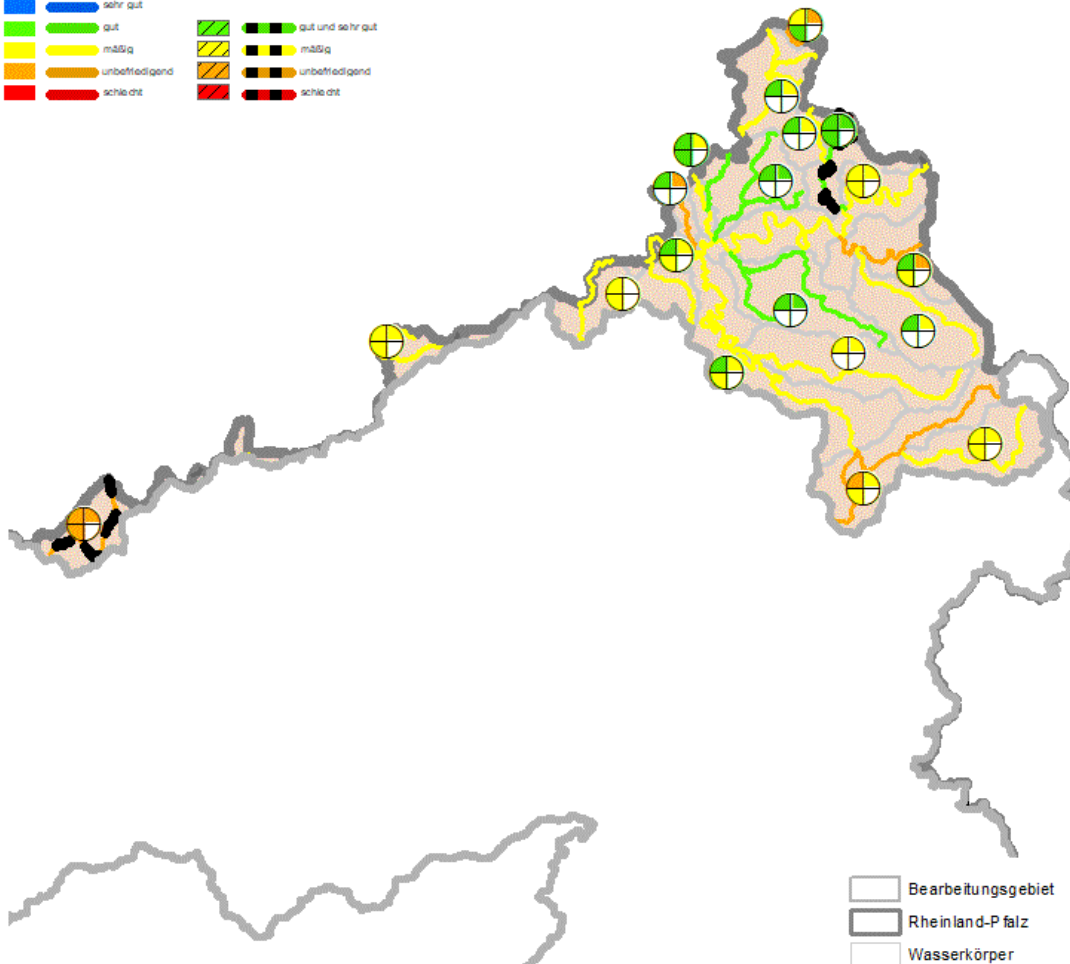 sehr gut
gut
mäßig
unbefriedigend
schlecht
gut und sehr gut
mäßig
unbefriedigend
schlecht
Bearbeitungsgebiet
Rheinland-Pfalz
Wasserkörper